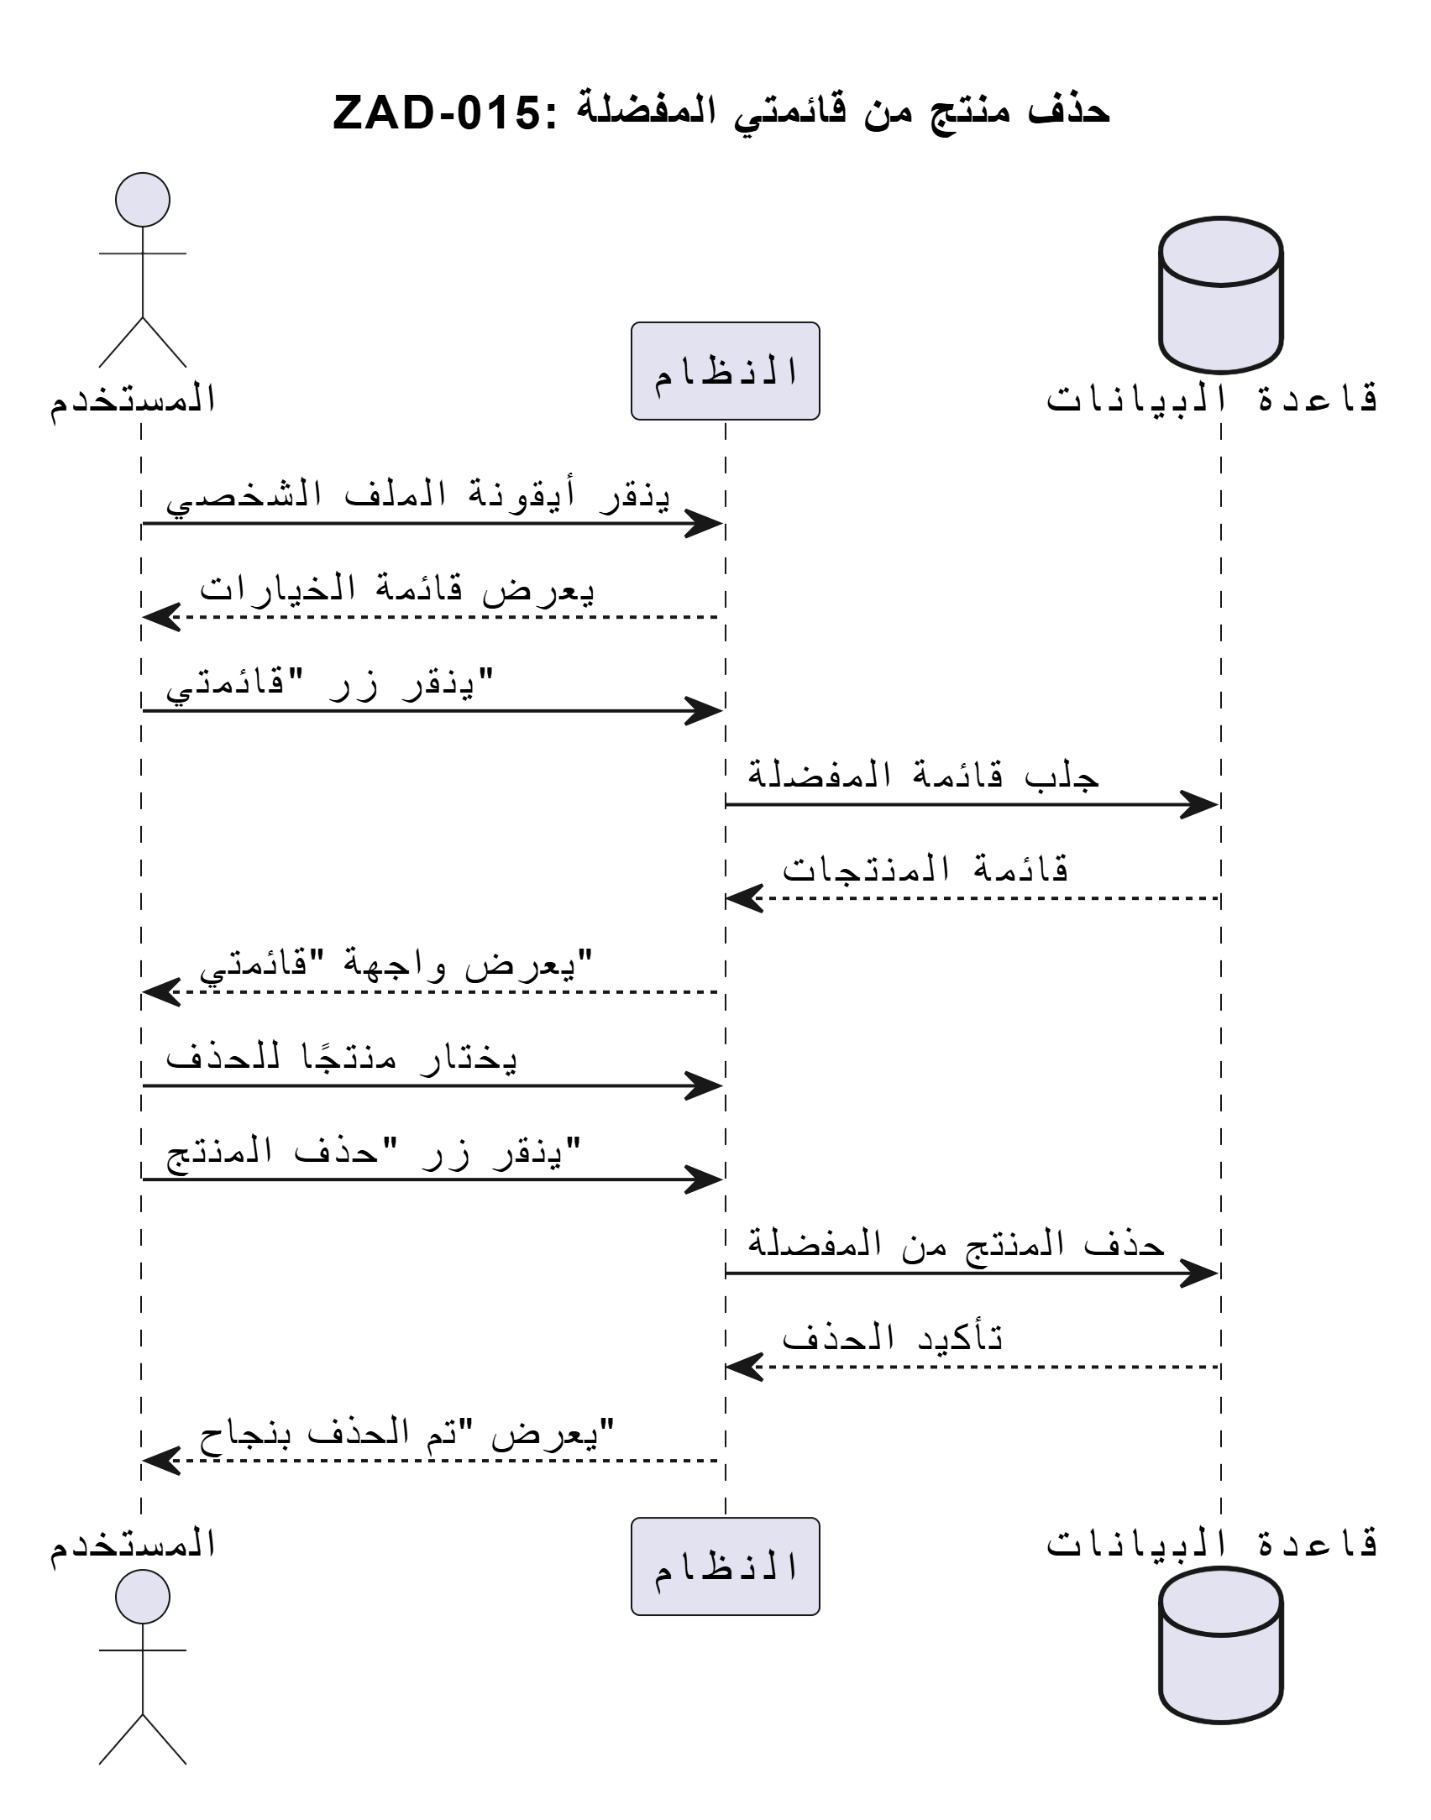 ZAD-015: حذف منتج من قائمتي المفضلة
المستخدم
النظام
قاعدة البيانات
ينقر أيقونة الملف الشخصي
يعرض قائمة الخيارات
ينقر زر "قائمتي"
جلب قائمة المفضلة
قائمة المنتجات
يعرض واجهة "قائمتي"
يختار منتجًا للحذف
ينقر زر "حذف المنتج"
حذف المنتج من المفضلة
تأكيد الحذف
يعرض "تم الحذف بنجاح"
المستخدم
النظام
قاعدة البيانات